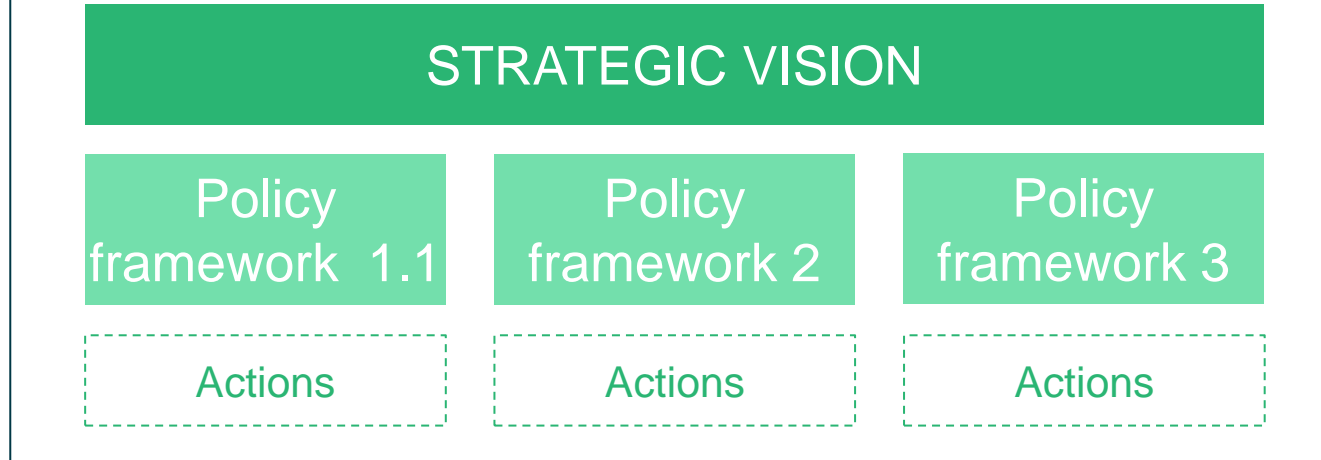 STRATEGIC VISION
Policy
framework  1.1
Policy
framework 2
Policy
framework 3
Actions
Actions
Actions